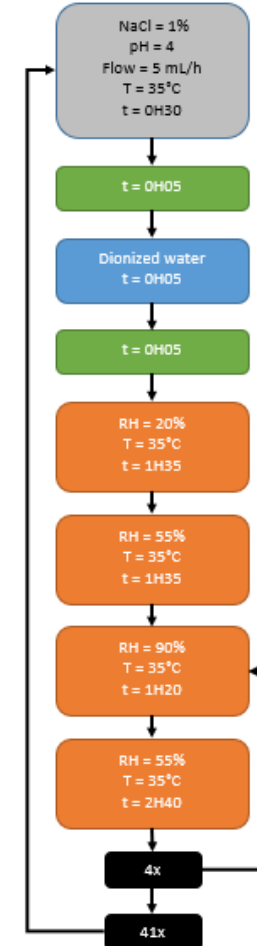 NaCl = 1%
pH = 4
Flow = 5 mL/h
T = 35°C
t = 0H30
t = 0H05
Dionized water
t = 0H05
t = 0H05
RH = 20%
T = 35°C
t = 1H35
RH = 55%
T = 35°C
t = 1H35
RH = 90%
T = 35°C
t = 1H20
RH = 55%
T = 35°C
t = 2H40
4x
41x